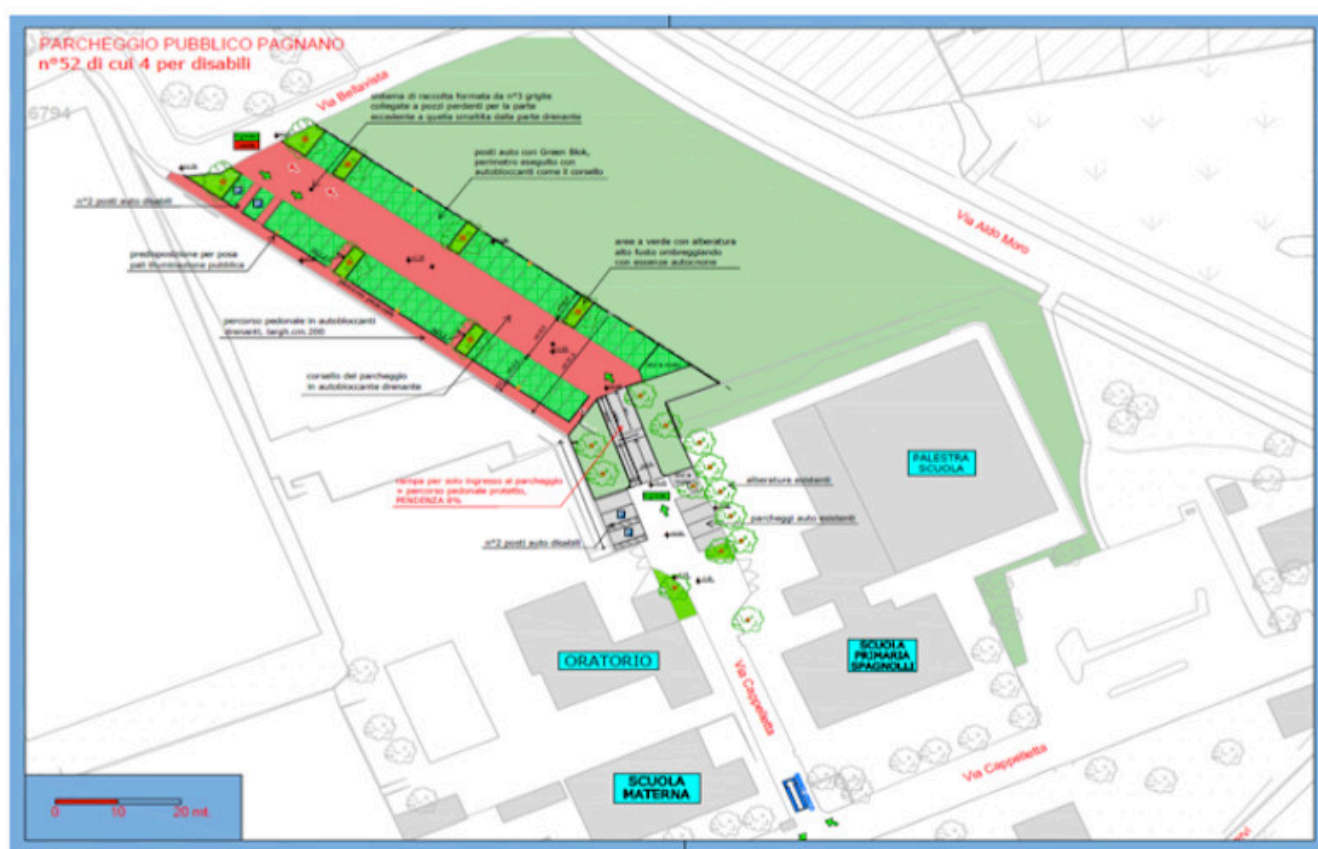 PARCHEGGIO PUBBLICO PAGNANO
n°52 di cui 4 per disabili
6794
Via Bellavista
sistema di raccolta formata da n°3 griglie
collegate a pozzi perdenti per la parte
eccedente a quella smaltita dalla parte drenante
posti auto con Green Blok,
perimetro eseguito con
autobloccanti come il corsello
n°2 posti auto disabili
Via Aldo Moro
aree a verde con alberatura
alto fusto ombreggiando
con essenze autocnone
predisposizione per posa
pali illuminazione pubblica
percorso pedonale in autobloccanti
drenanti, largh.cm.200
corsello del parcheggio
in autobloccante drenante
PALESTRA
SCUOLA
rampa per solo ingresso al parcheggio
+ percorso pedonale protetto,
PENDENZA 8%
alberature esistenti
parcheggi auto esistenti
n°2 posti auto disabili
ORATORIO
SCUOLA
PRIMARIA
SPAGNOLLI
Via Cappelletta
Via Cappelletta
SCUOLA
MATERNA
0 10 20 mt.